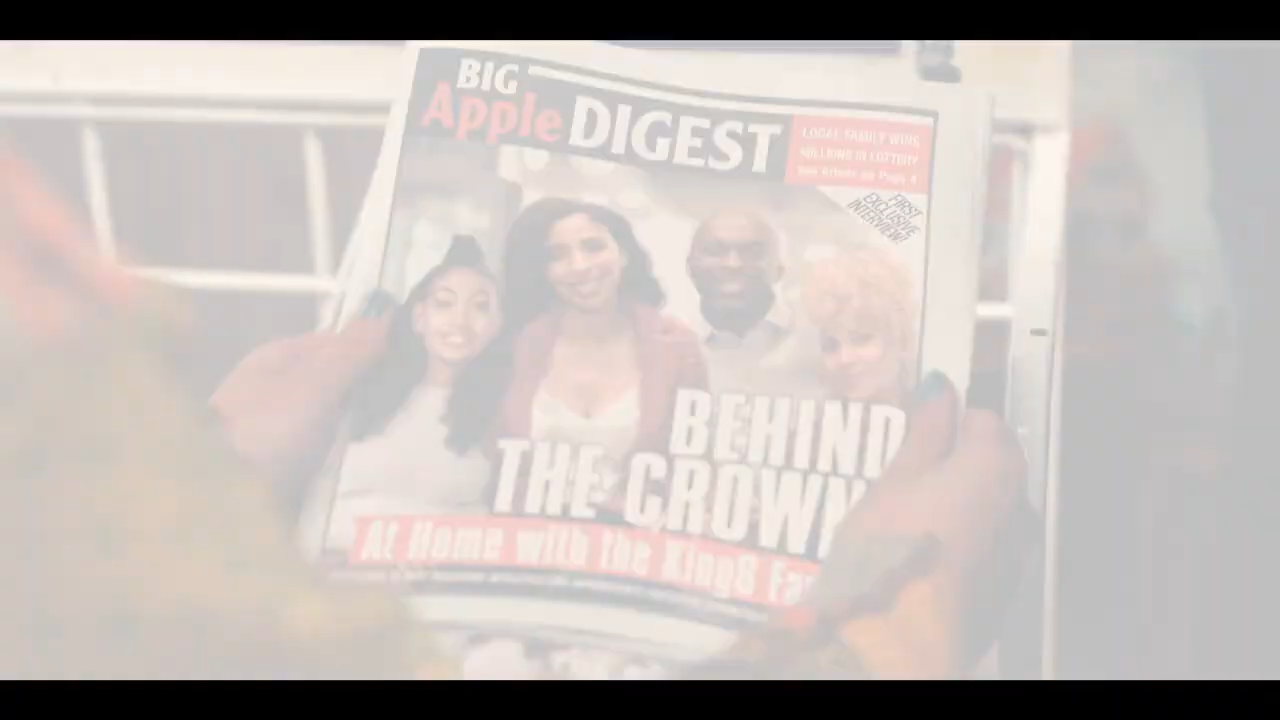 BIG
Apple DIGEST
LOCAL FAMILY WINS
MILLIONS IN LOTTERY
see Article on Page 4
FIRST
EXCLUSIVE
INTERVIEW!
BEHIND
THE CROWN
At Home with the King8 Fa